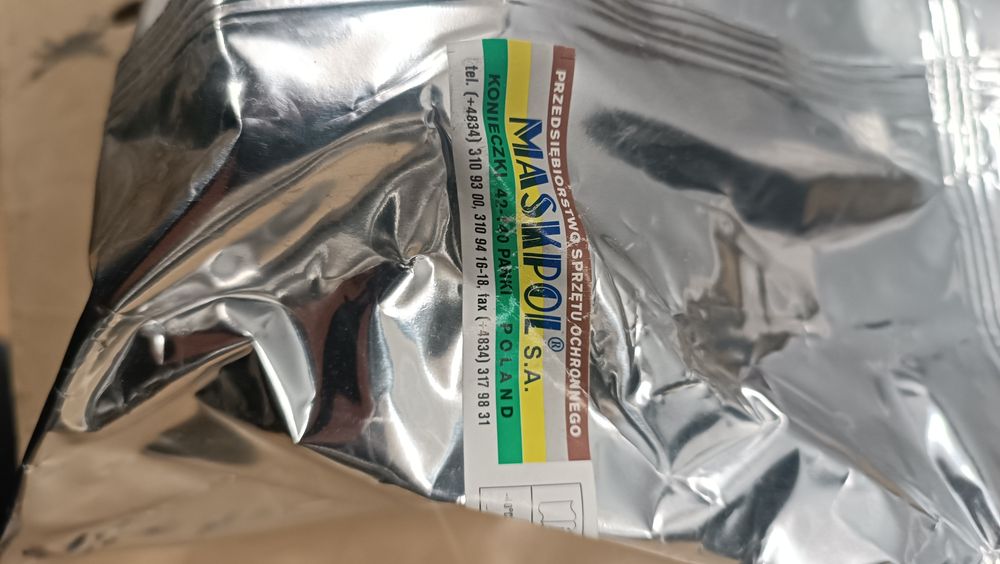 PRZEDSIĘBIORSTWO SPRZĘTU OCHRONNEGO
MASKPOL® S.A.
KONIECZKI 42-140 PANKI POLAND
tel. (+4834) 310 93 00, 310 94 16-18, fax (+4834) 317 98 31